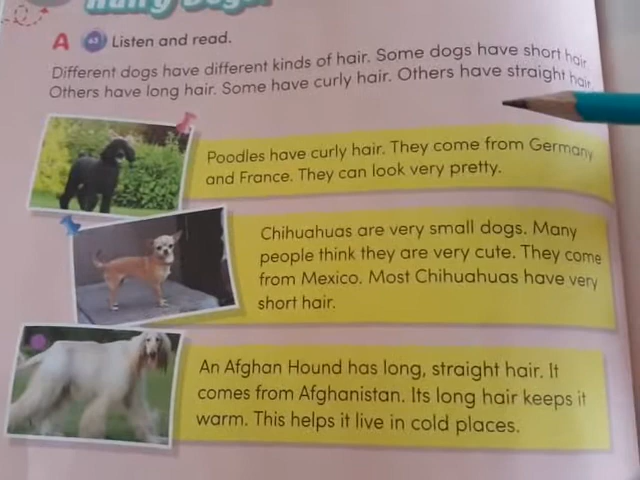 Hairy Dogs
A 63 Listen and read.
Different dogs have different kinds of hair. Some dogs have short hair.
Others have long hair. Some have curly hair. Others have straight hair.
Poodles have curly hair. They come from Germany
and France. They can look very pretty.
Chihuahuas are very small dogs. Many
people think they are very cute. They come
from Mexico. Most Chihuahuas have very
short hair.
An Afghan Hound has long, straight hair. It
comes from Afghanistan. Its long hair keeps it
warm. This helps it live in cold places.